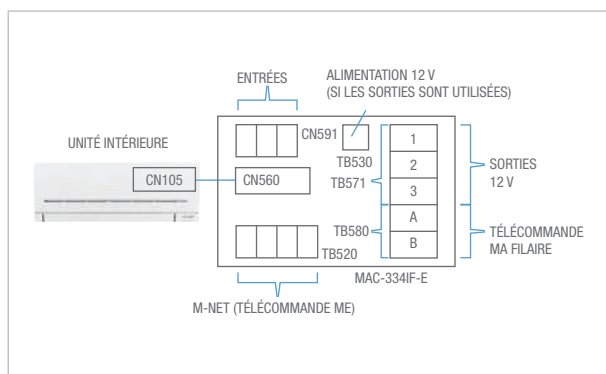 ENTRÉES
ALIMENTATION 12 V
(SI LES SORTIES SONT UTILISÉES)
UNITÉ INTÉRIEURE
CN105
CN591
CN560
TB530
TB571
1
2
3
SORTIES
12 V
TB580
TB520
A
B
TÉLÉCOMMANDE
MA FILAIRE
MAC-334IF-E
M-NET (TÉLÉCOMMANDE ME)